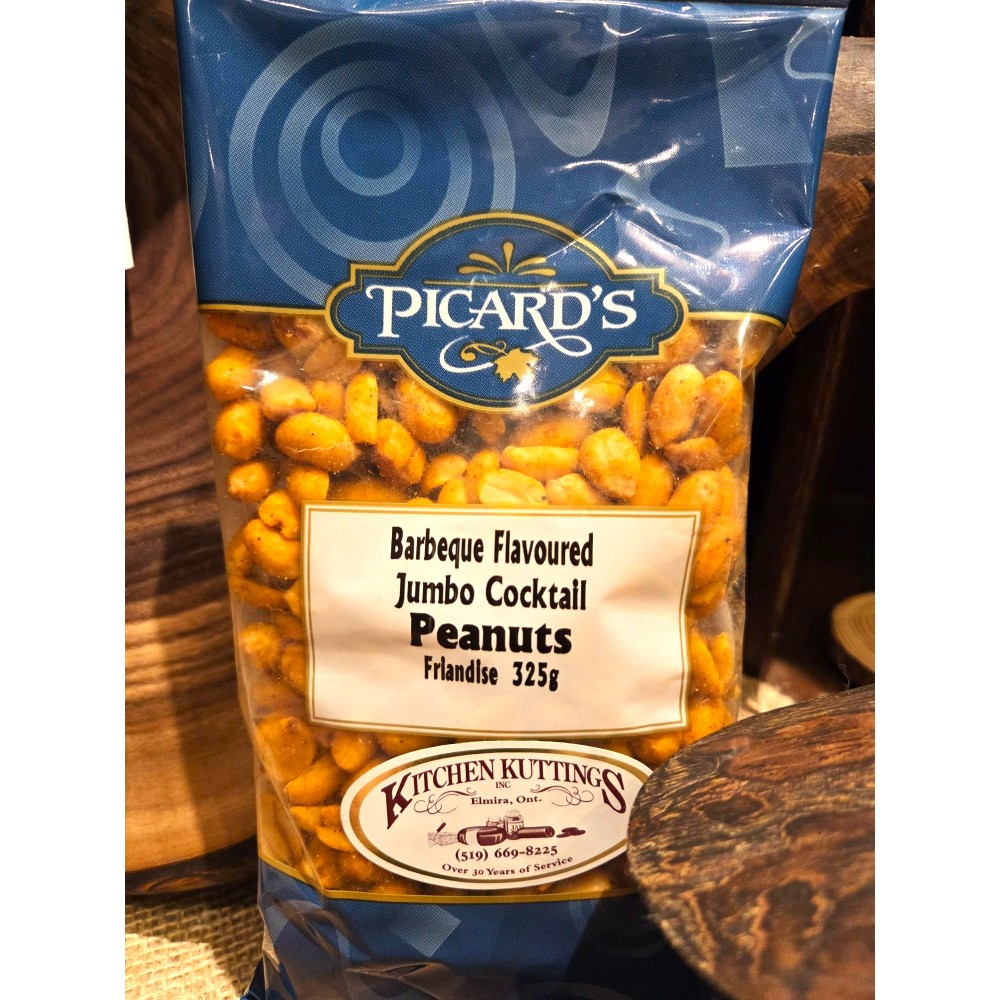 PICARD'S
Barbeque Flavoured
Jumbo Cocktail
Peanuts
Friandise 325g
KITCHEN KUTTINGS
INC
Elmira, Ont.
(519) 669-8225
Over 30 Years of Service